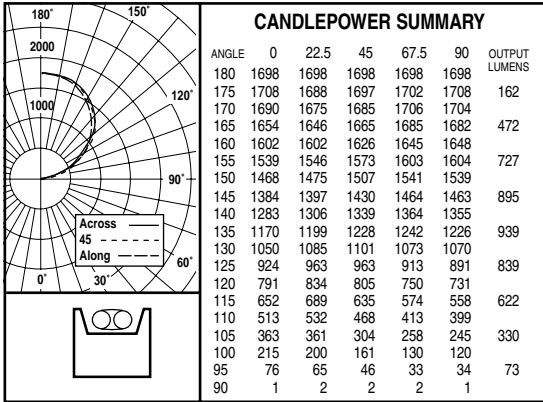 180˚
150˚
2000
120˚
1000
90˚
Across
45
Along
60˚
0˚
30˚
CANDLEPOWER SUMMARY
ANGLE 0 22.5 45 67.5 90 OUTPUT
LUMENS
180 1698 1698 1698 1698 1698
175 1708 1688 1697 1702 1708 162
170 1690 1675 1685 1706 1704
165 1654 1646 1665 1685 1682 472
160 1602 1602 1626 1645 1648
155 1539 1546 1573 1603 1604 727
150 1468 1475 1507 1541 1539
145 1384 1397 1430 1464 1463 895
140 1283 1306 1339 1364 1355
135 1170 1199 1228 1242 1226 939
130 1050 1085 1101 1073 1070
125 924 963 963 913 891 839
120 791 834 805 750 731
115 652 689 635 574 558 622
110 513 532 468 413 399
105 363 361 304 258 245 330
100 215 200 161 130 120
95 76 65 46 33 34 73
90 1 2 2 2 1